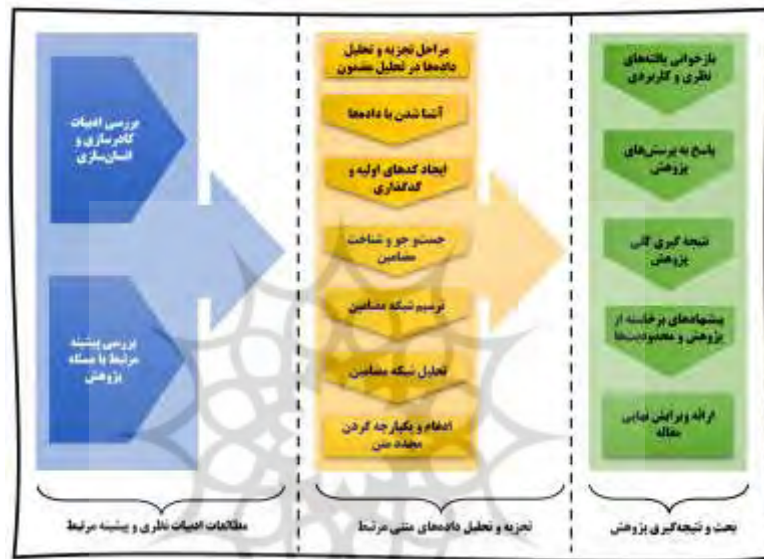 بررسی ادبیات
کادرسازی و
انسان‌سازی
بررسی پیشینه
مرتبط با مسئله
پژوهش
مطالعات ادبیات نظری و پیشینه مرتبط
مراحل تجزیه و تحلیل
داده‌ها در تحلیل مضمون
آشنا شدن با داده‌ها
ایجاد کدهای اولیه و
کدگذاری
جست‌و جو و شناخت
مضامین
ترسیم شبکه مضامین
تحلیل شبکه مضامین
ادغام و یکپارچه کردن
مجدد متن
تجزیه و تحلیل داده‌های متنی مرتبط
بازخوانی یافته‌های
نظری و کاربردی
پاسخ به پرسش‌های
پژوهش
نتیجه گیری کلی
پژوهش
پیشنهادهای برخاسته از
پژوهش و محدودیت‌ها
ارائه ویرایش نهایی
مقاله
بحث و نتیجه‌گیری پژوهش